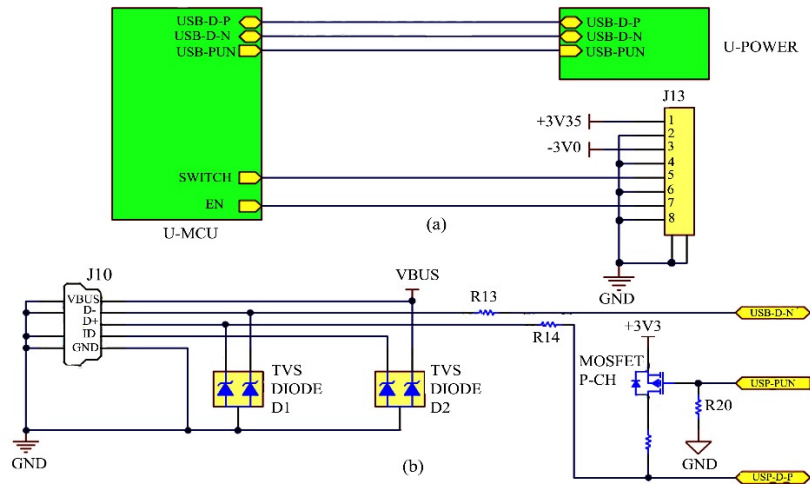 USB-D-P
USB-D-N
USB-PUN
USB-D-P
USB-D-N
USB-PUN
U-POWER
J13
+3V35
-3V0
1
2
3
4
5
6
7
8
SWITCH
EN
U-MCU
(a)
GND
J10
VBUS
D-
D+
ID
GND
VBUS
R13
R14
USB-D-N
+3V3
MOSFET
P-CH
USP-PUN
R20
GND
TVS
DIODE
D1
TVS
DIODE
D2
GND
(b)
USP-D-P